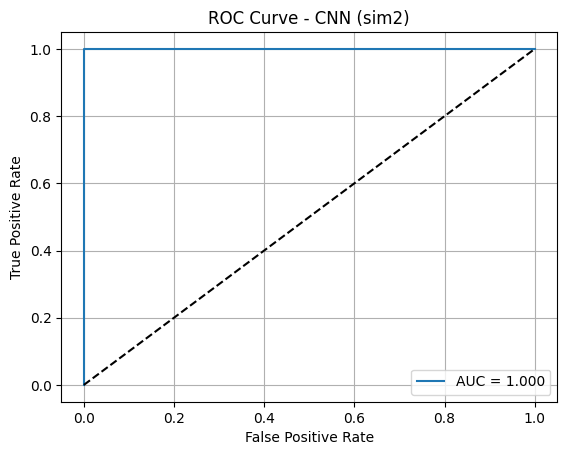 ROC Curve - CNN (sim2)
True Positive Rate
1.0
0.8
0.6
0.4
0.2
0.0
AUC = 1.000
0.0 0.2 0.4 0.6 0.8 1.0
False Positive Rate